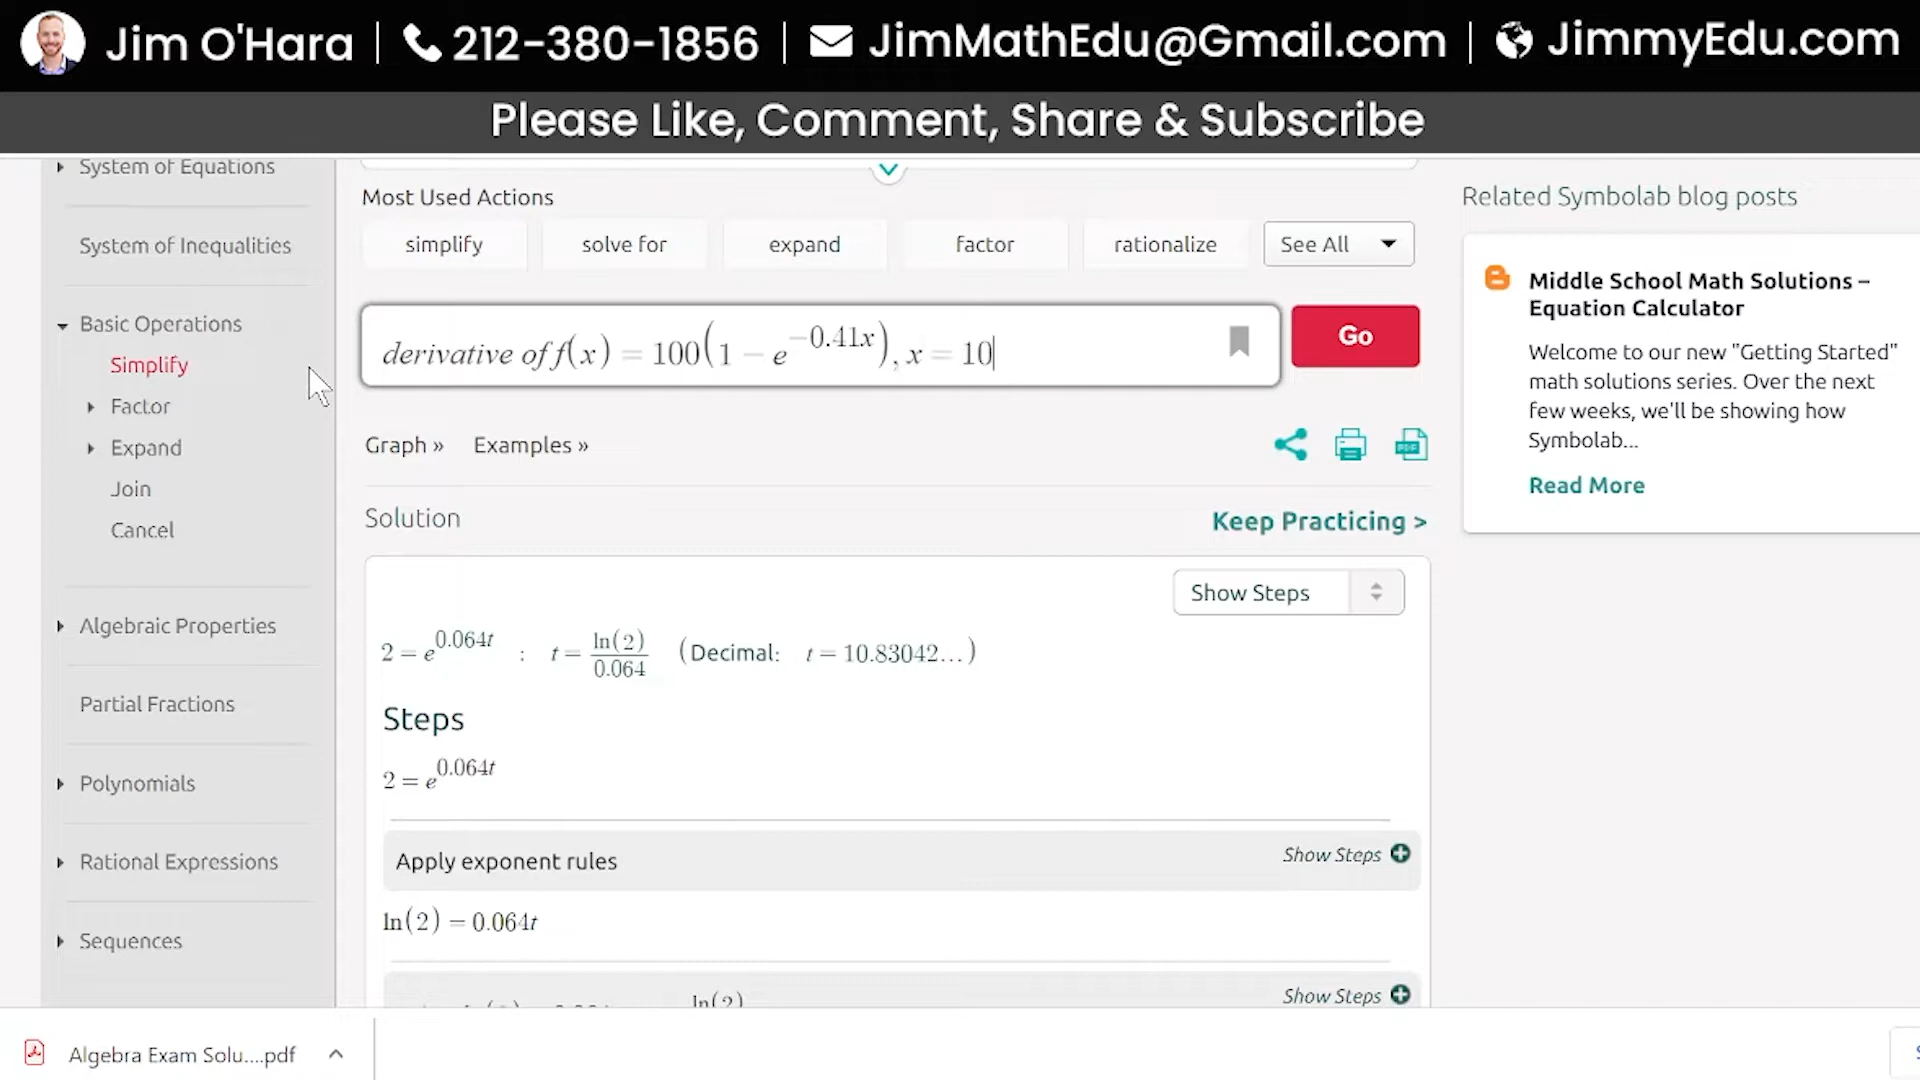 Jim O'Hara | 212-380-1856 | JimMathEdu@Gmail.com | JimmyEdu.com
Please Like, Comment, Share & Subscribe
System of Equations
System of Inequalities
Basic Operations
Simplify
Factor
Expand
Join
Cancel
Algebraic Properties
Partial Fractions
Polynomials
Rational Expressions
Sequences
Most Used Actions
simplify solve for expand factor rationalize See All
derivative of f(x) = 100(1 − e^{−0.41x}), x = 10
Go
Graph » Examples »
Solution Keep Practicing >
Show Steps
2 = e^{0.064t} : t = ln(2)/0.064 (Decimal: t = 10.83042...)
Steps
2 = e^{0.064t}
Apply exponent rules Show Steps
ln(2) = 0.064t
ln(2) Show Steps
Related Symbolab blog posts
Middle School Math Solutions –
Equation Calculator
Welcome to our new "Getting Started"
math solutions series. Over the next
few weeks, we'll be showing how
Symbolab...
Read More
Algebra Exam Solu....pdf